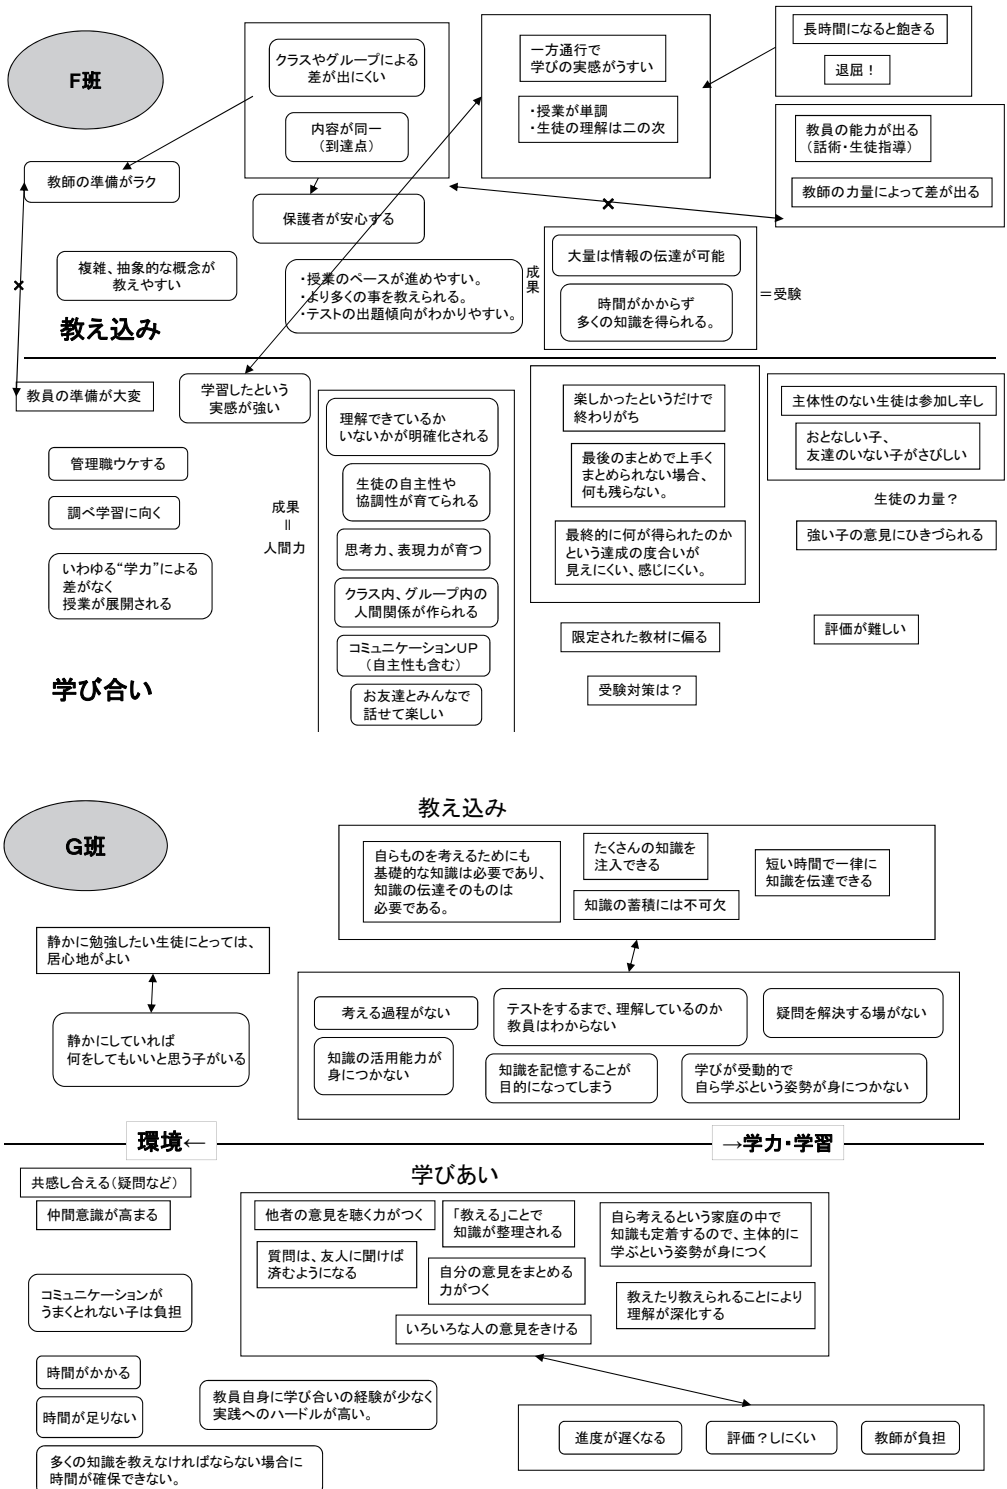 F班
クラスやグループによる
差が出にくい
内容が同一
（到達点）
一方通行で
学びの実感がうすい
・授業が単調
・生徒の理解は二の次
長時間になると飽きる
退屈！
教員の能力が出る
（話術・生徒指導）
教師の力量によって差が出る
教師の準備がラク
保護者が安心する
複雑、抽象的な概念が
教えやすい
・授業のペースが進めやすい。
・より多くの事を教えられる。
・テストの出題傾向がわかりやすい。
成果
大量は情報の伝達が可能
時間がかからず
多くの知識を得られる。
＝受験
教え込み
教員の準備が大変
学習したという
実感が強い
管理職ウケする
調べ学習に向く
いわゆる“学力”による
差がなく
授業が展開される
成果
＝
人間力
理解できているか
いないかが明確化される
生徒の自主性や
協調性が育てられる
思考力、表現力が育つ
クラス内、グループ内の
人間関係が作られる
コミュニケーションUP
（自主性も含む）
お友達とみんなで
話せて楽しい
楽しかったというだけで
終わりがち
最後のまとめで上手く
まとめられない場合、
何も残らない。
最終的に何が得られたのか
という達成の度合いが
見えにくい、感じにくい。
限定された教材に偏る
受験対策は？
主体性のない生徒は参加し辛し
おとなしい子、
友達のいない子がさびしい
生徒の力量？
強い子の意見にひきづられる
評価が難しい
学び合い
G班
教え込み
自らものを考えるためにも
基礎的な知識は必要であり、
知識の伝達そのものは
必要である。
たくさんの知識を
注入できる
知識の蓄積には不可欠
短い時間で一律に
知識を伝達できる
静かに勉強したい生徒にとっては、
居心地がよい
静かにしていれば
何をしてもいいと思う子がいる
考える過程がない
テストをするまで、理解しているのか
教員はわからない
疑問を解決する場がない
知識の活用能力が
身につかない
知識を記憶することが
目的になってしまう
学びが受動的で
自ら学ぶという姿勢が身につかない
環境←
→学力・学習
学びあい
共感し合える（疑問など）
仲間意識が高まる
コミュニケーションが
うまくとれない子は負担
時間がかかる
時間が足りない
多くの知識を教えなければならない場合に
時間が確保できない。
教員自身に学び合いの経験が少なく
実践へのハードルが高い。
他者の意見を聴く力がつく
質問は、友人に聞けば
済むようになる
「教える」ことで
知識が整理される
自分の意見をまとめる
力がつく
いろいろな人の意見をきける
自ら考えるという家庭の中で
知識も定着するので、主体的に
学ぶという姿勢が身につく
教えたり教えられることにより
理解が深化する
進度が遅くなる
評価？しにくい
教師が負担